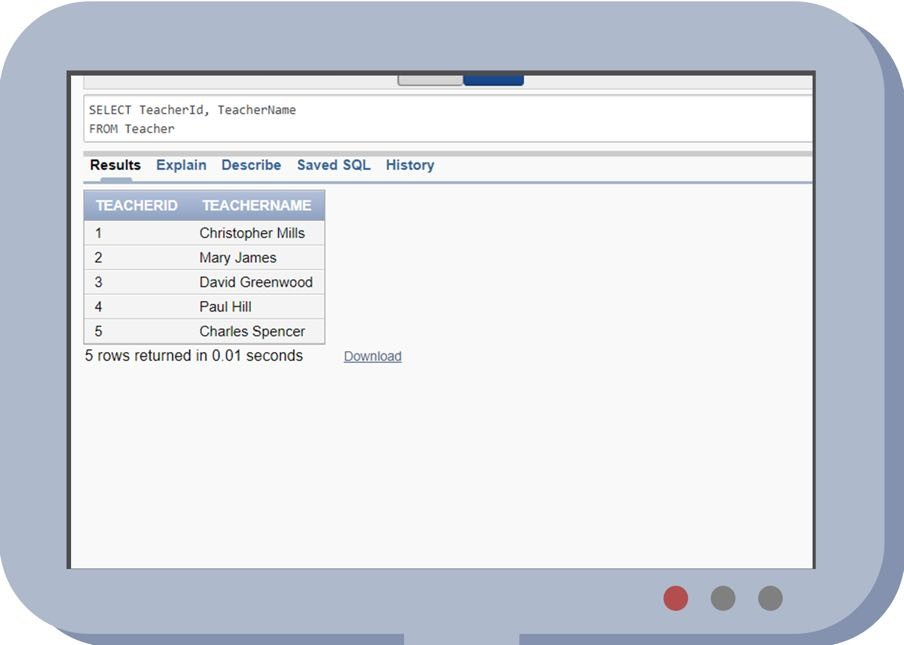 SELECT TeacherId, TeacherName
FROM Teacher
Results Explain Describe Saved SQL History
TEACHERID TEACHERNAME
1 Christopher Mills
2 Mary James
3 David Greenwood
4 Paul Hill
5 Charles Spencer
5 rows returned in 0.01 seconds Download